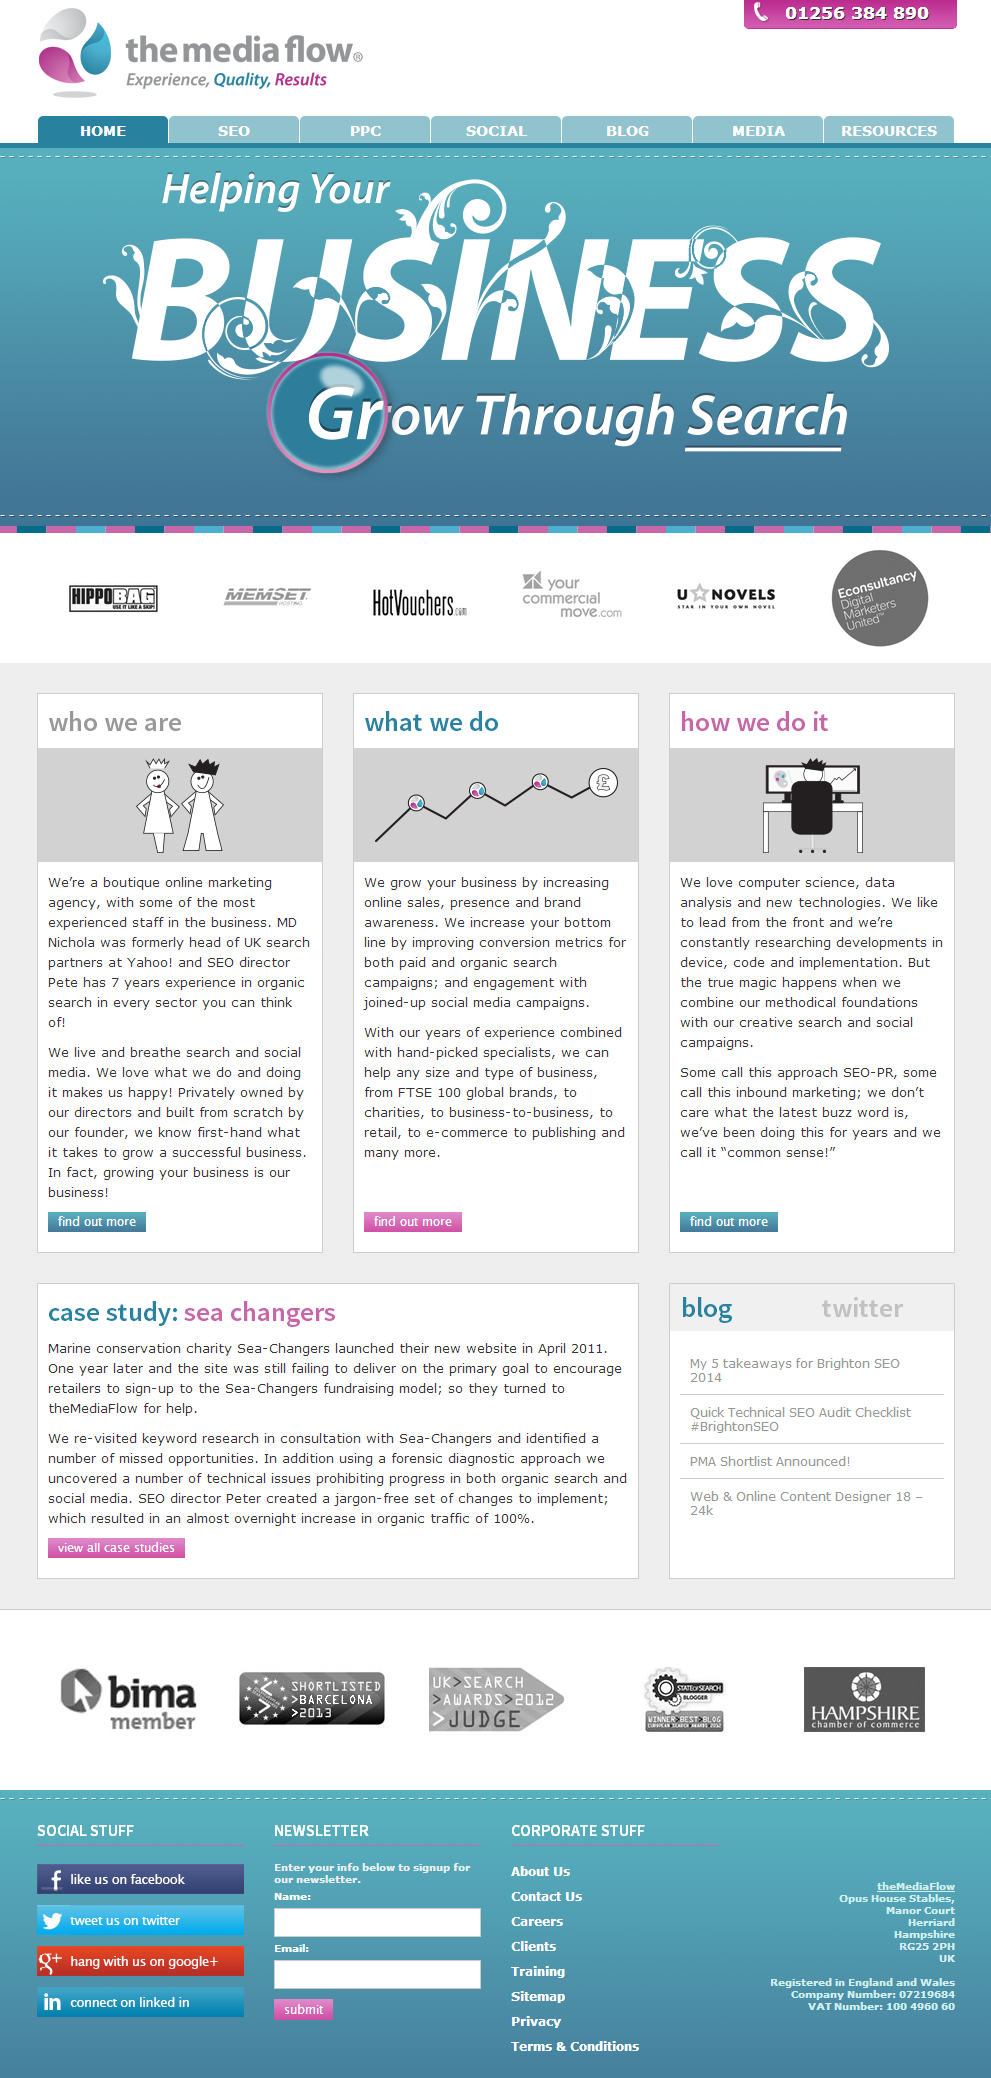 01256 384 890
the media flow®
Experience, Quality, Results
HOME SEO PPC SOCIAL BLOG MEDIA RESOURCES
Helping Your
BUSINESS
Grow Through Search
HIPPOBAG
USE IT LIKE A SKIP!
MEMSET
HOSTING
HotVouchers.com
your
commercial
move.com
U NOVELS
STAR IN YOUR OWN NOVEL
Econsultancy
Digital
Marketers
United™
who we are
We’re a boutique online marketing
agency, with some of the most
experienced staff in the business. MD
Nichola was formerly head of UK search
partners at Yahoo! and SEO director
Pete has 7 years experience in organic
search in every sector you can think
of!
We live and breathe search and social
media. We love what we do and doing
it makes us happy! Privately owned by
our directors and built from scratch by
our founder, we know first-hand what
it takes to grow a successful business.
In fact, growing your business is our
business!
find out more
what we do
£
We grow your business by increasing
online sales, presence and brand
awareness. We increase your bottom
line by improving conversion metrics for
both paid and organic search
campaigns; and engagement with
joined-up social media campaigns.
With our years of experience combined
with hand-picked specialists, we can
help any size and type of business,
from FTSE 100 global brands, to
charities, to business-to-business, to
retail, to e-commerce to publishing and
many more.
find out more
how we do it
We love computer science, data
analysis and new technologies. We like
to lead from the front and we’re
constantly researching developments in
device, code and implementation. But
the true magic happens when we
combine our methodical foundations
with our creative search and social
campaigns.
Some call this approach SEO-PR, some
call this inbound marketing; we don’t
care what the latest buzz word is,
we’ve been doing this for years and we
call it “common sense!”
find out more
case study: sea changers
Marine conservation charity Sea-Changers launched their new website in April 2011.
One year later and the site was still failing to deliver on the primary goal to encourage
retailers to sign-up to the Sea-Changers fundraising model; so they turned to
theMediaFlow for help.
We re-visited keyword research in consultation with Sea-Changers and identified a
number of missed opportunities. In addition using a forensic diagnostic approach we
uncovered a number of technical issues prohibiting progress in both organic search and
social media. SEO director Peter created a jargon-free set of changes to implement;
which resulted in an almost overnight increase in organic traffic of 100%.
view all case studies
blog twitter
My 5 takeaways for Brighton SEO
2014
Quick Technical SEO Audit Checklist
#BrightonSEO
PMA Shortlist Announced!
Web & Online Content Designer 18 –
24k
bima
member
SHORTLISTED
>BARCELONA
>2013
UK>SEARCH
>AWARDS>2012
>JUDGE
STATE OF SEARCH
BLOGGER
WINNER>BEST>BLOG
EUROPEAN>SEARCH>AWARDS>2012
HAMPSHIRE
chamber of commerce
SOCIAL STUFF
like us on facebook
tweet us on twitter
hang with us on google+
connect on linked in
NEWSLETTER
Enter your info below to signup for
our newsletter.
Name:
Email:
submit
CORPORATE STUFF
About Us
Contact Us
Careers
Clients
Training
Sitemap
Privacy
Terms & Conditions
theMediaFlow
Opus House Stables,
Manor Court
Herriard
Hampshire
RG25 2PH
UK
Registered in England and Wales
Company Number: 07219684
VAT Number: 100 4960 60